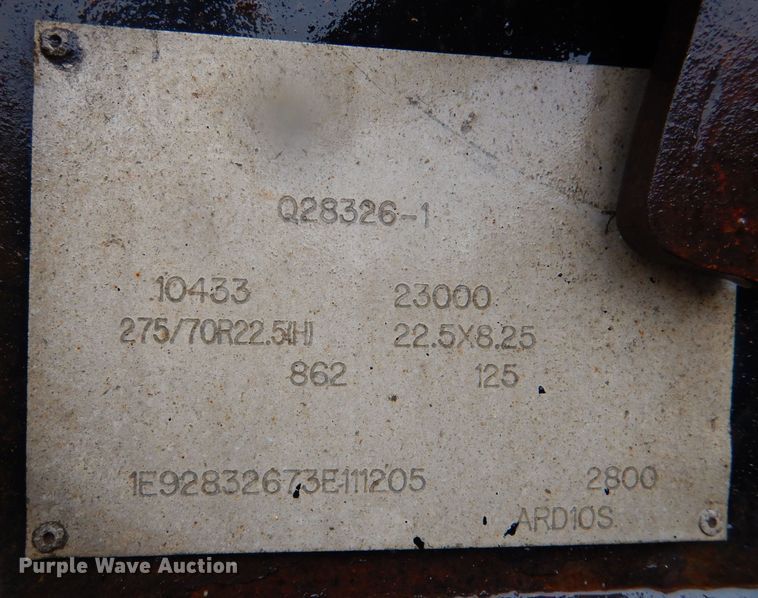 Q28326-1
10433 23000
275/70R22.5(H) 22.5X8.25
862 125
1E92832673E111205 2800
ARD10S
Purple Wave Auction